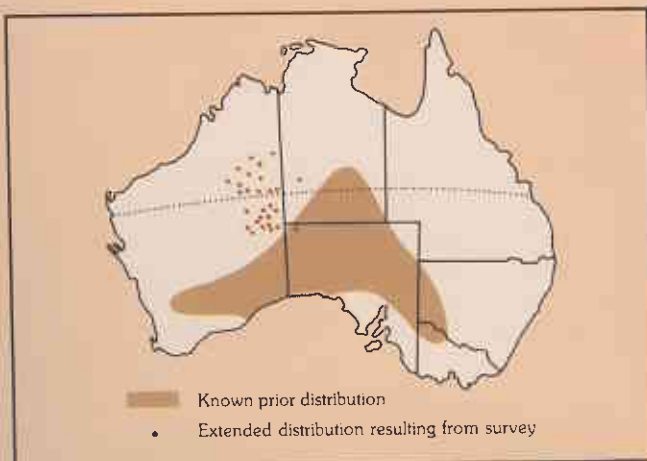 Known prior distribution
Extended distribution resulting from survey